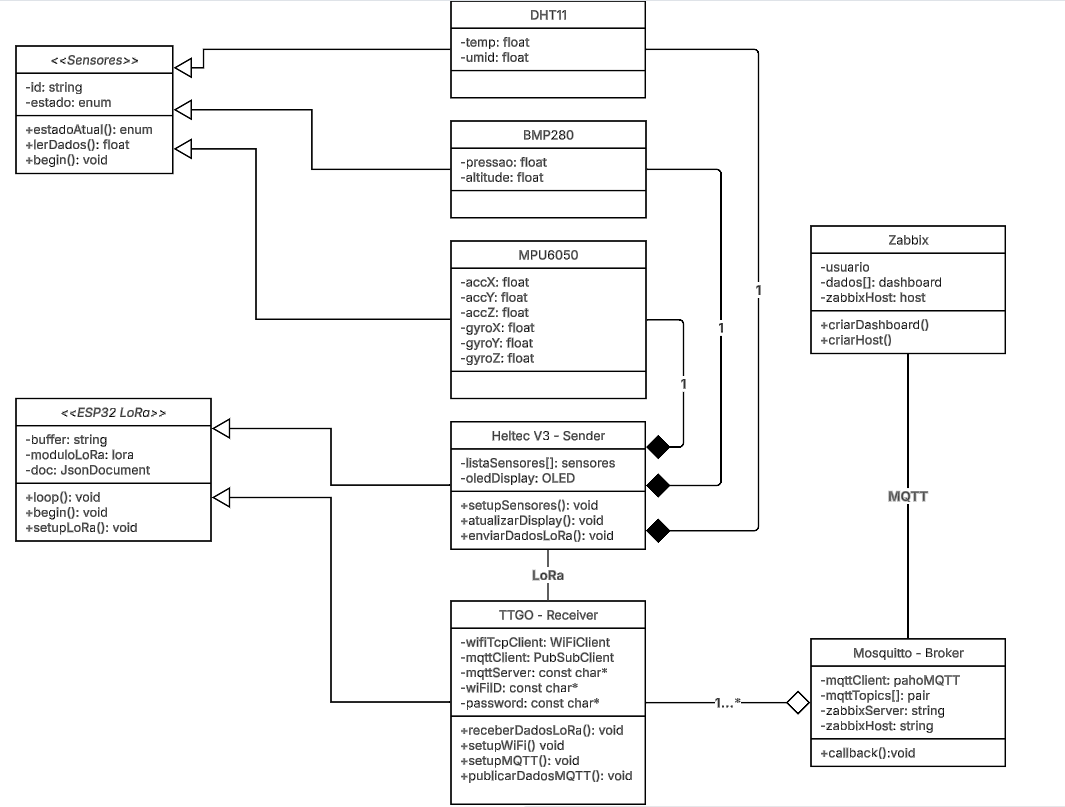 DHT11
-temp: float
-umid: float
<<Sensores>>
-id: string
-estado: enum
+estadoAtual(): enum
+lerDados(): float
+begin(): void
BMP280
-pressao: float
-altitude: float
MPU6050
-accX: float
-accY: float
-accZ: float
-gyroX: float
-gyroY: float
-gyroZ: float
Zabbix
-usuario
-dados[]: dashboard
-zabbixHost: host
+criarDashboard()
+criarHost()
1
1
1
<<ESP32 LoRa>>
-buffer: string
-moduloLoRa: lora
-doc: JsonDocument
+loop(): void
+begin(): void
+setupLoRa(): void
Heltec V3 - Sender
-listaSensores[]: sensores
-oledDisplay: OLED
+setupSensores(): void
+atualizarDisplay(): void
+enviarDadosLoRa(): void
MQTT
LoRa
TTGO - Receiver
-wifiTcpClient: WiFiClient
-mqttClient: PubSubClient
-mqttServer: const char*
-wiFiID: const char*
-password: const char*
+receberDadosLoRa(): void
+setupWiFi() void
+setupMQTT(): void
+publicarDadosMQTT(): void
1...*
Mosquitto - Broker
-mqttClient: pahoMQTT
-mqttTopics[]: pair
-zabbixServer: string
-zabbixHost: string
+callback():void